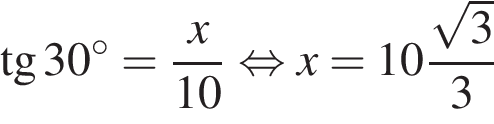 tg 30° = x/10 ⇔ x = 10 √3/3